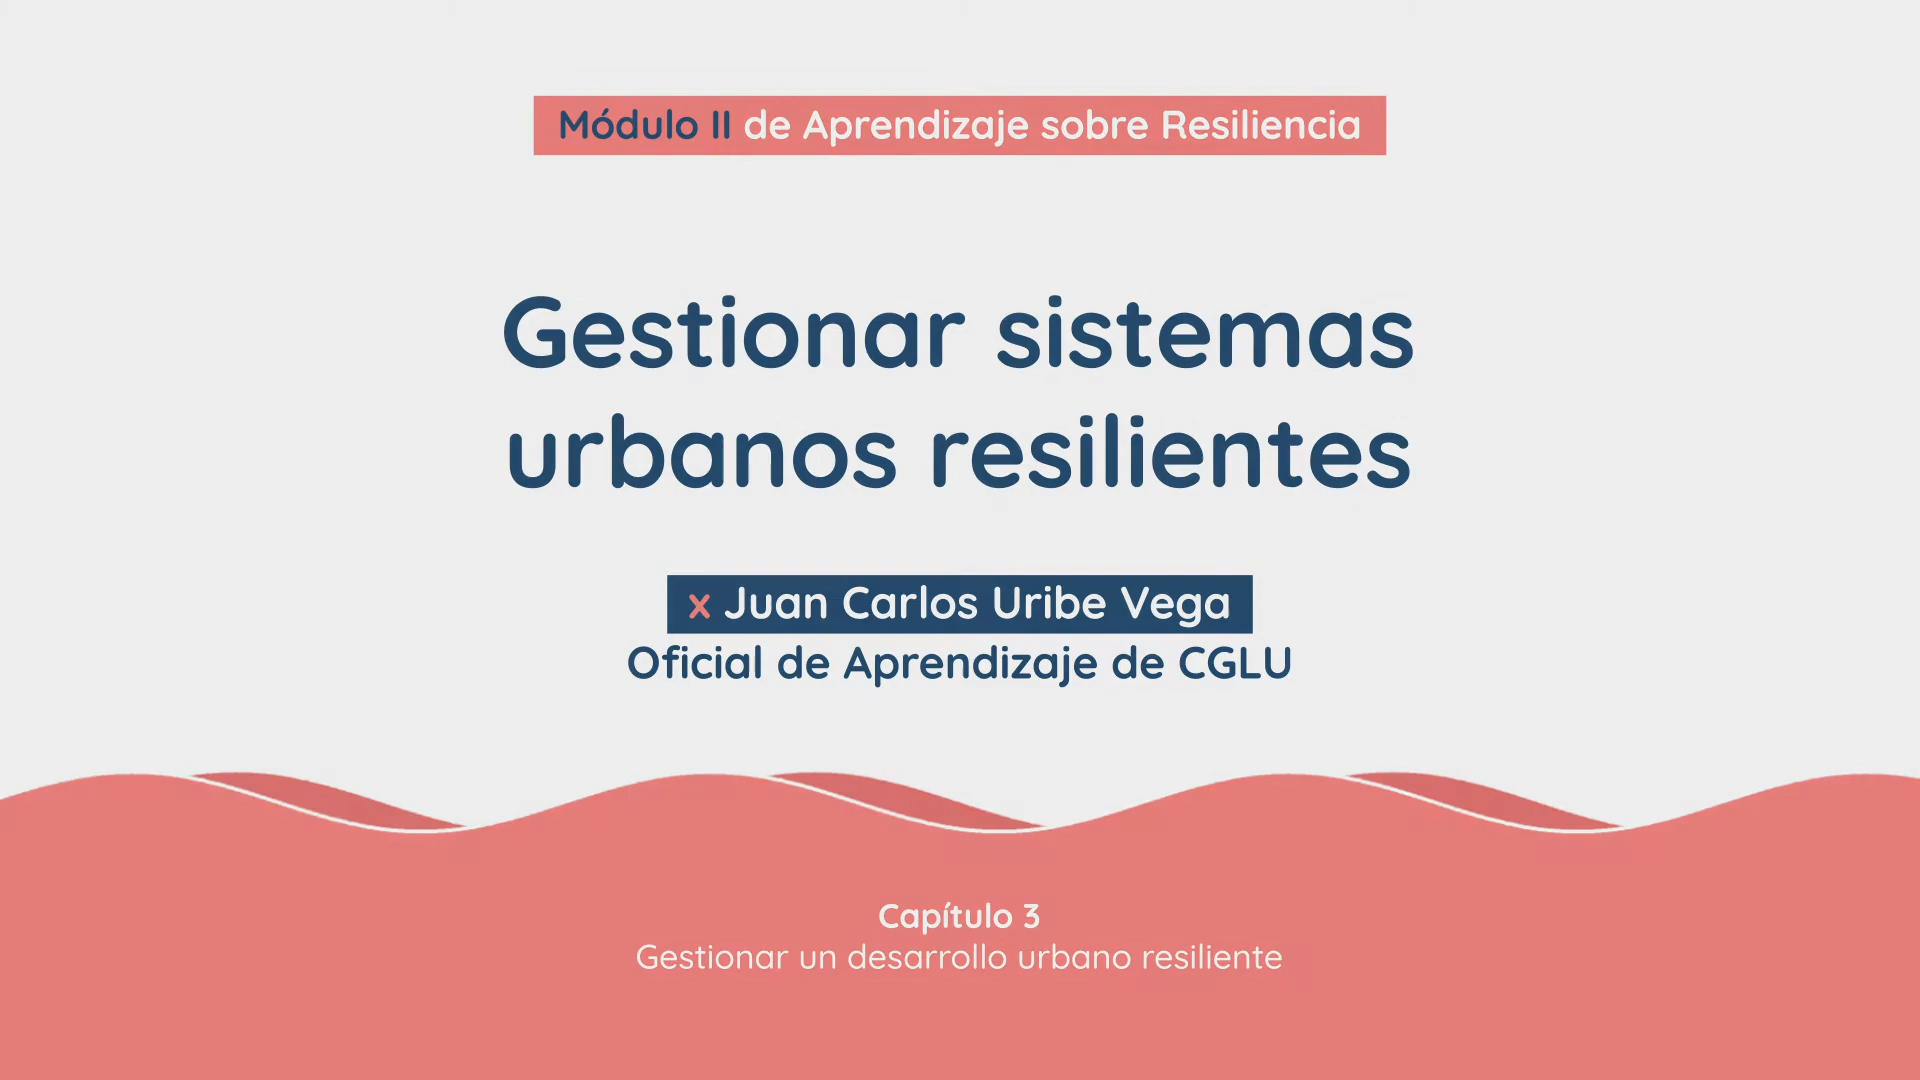 Módulo II de Aprendizaje sobre Resiliencia
Gestionar sistemas
urbanos resilientes
x Juan Carlos Uribe Vega
Oficial de Aprendizaje de CGLU
Capítulo 3
Gestionar un desarrollo urbano resiliente